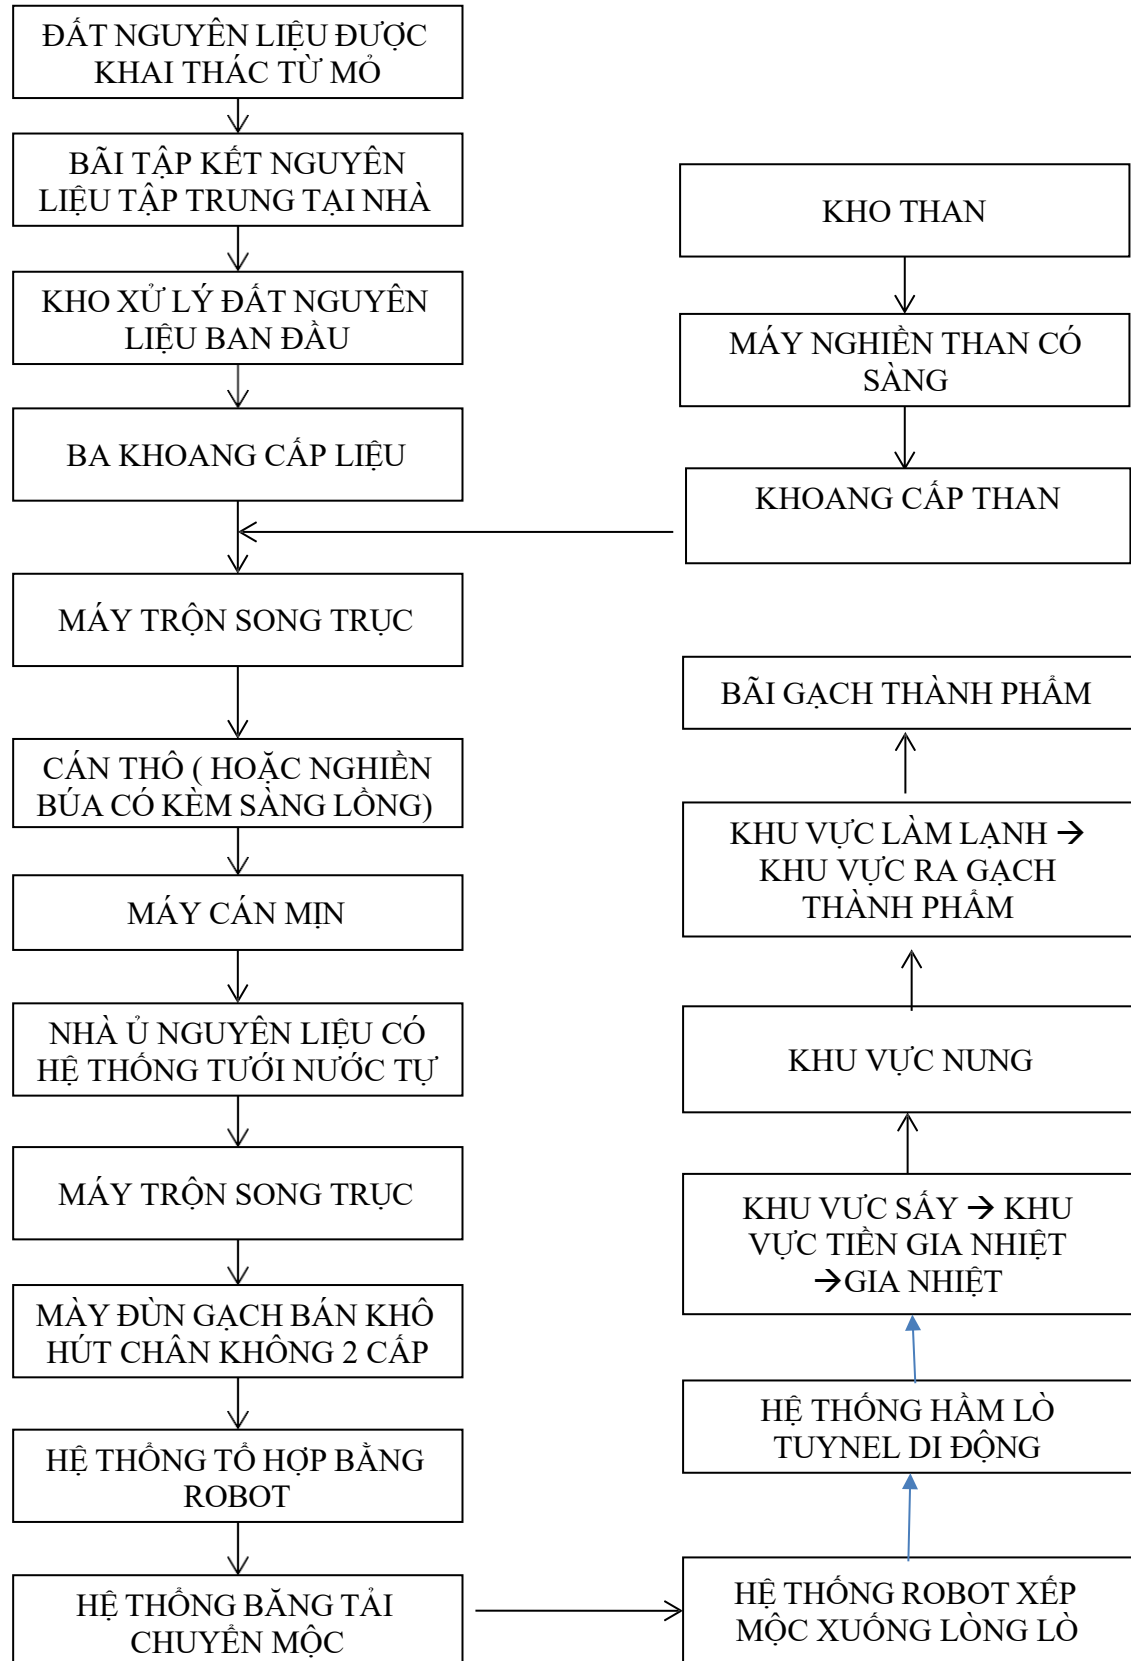 ĐẤT NGUYÊN LIỆU ĐƯỢC
KHAI THÁC TỪ MỎ
BÃI TẬP KẾT NGUYÊN
LIỆU TẬP TRUNG TẠI NHÀ
KHO XỬ LÝ ĐẤT NGUYÊN
LIỆU BAN ĐẦU
BA KHOANG CẤP LIỆU
KHO THAN
MÁY NGHIỀN THAN CÓ
SÀNG
KHOANG CẤP THAN
MÁY TRỘN SONG TRỤC
CÁN THÔ ( HOẶC NGHIỀN
BÚA CÓ KÈM SÀNG LỒNG)
MÁY CÁN MỊN
NHÀ Ủ NGUYÊN LIỆU CÓ
HỆ THỐNG TƯỚI NƯỚC TỰ
MÁY TRỘN SONG TRỤC
MÀY ĐÙN GẠCH BÁN KHÔ
HÚT CHÂN KHÔNG 2 CẤP
HỆ THỐNG TỔ HỢP BẰNG
ROBOT
HỆ THỐNG BĂNG TẢI
CHUYỂN MỘC
HỆ THỐNG ROBOT XẾP
MỘC XUỐNG LÒNG LÒ
HỆ THỐNG HẦM LÒ
TUYNEL DI ĐỘNG
KHU VƯC SẤY → KHU
VỰC TIỀN GIA NHIỆT
→GIA NHIỆT
KHU VỰC NUNG
KHU VỰC LÀM LẠNH →
KHU VỰC RA GẠCH
THÀNH PHẨM
BÃI GẠCH THÀNH PHẨM